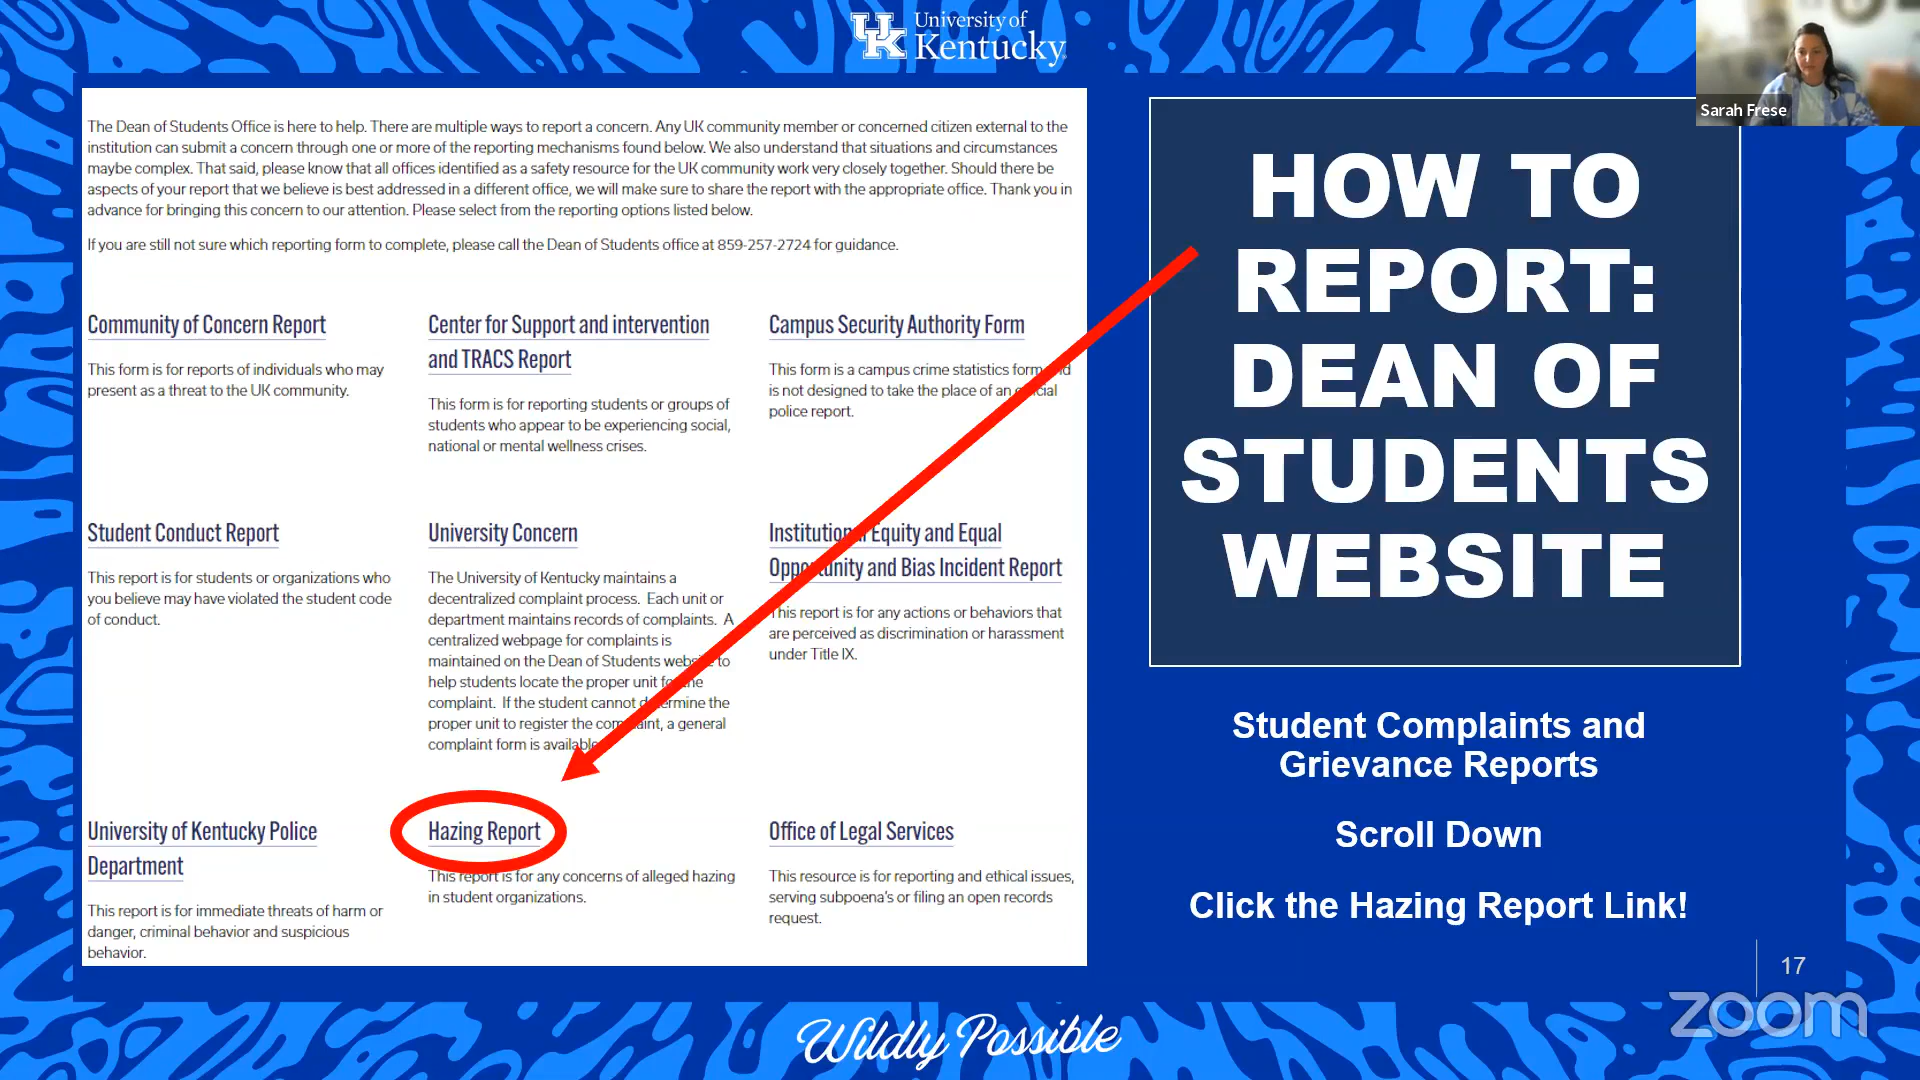 University of
UK Kentucky
Sarah Frese
The Dean of Students Office is here to help. There are multiple ways to report a concern. Any UK community member or concerned citizen external to the
institution can submit a concern through one or more of the reporting mechanisms found below. We also understand that situations and circumstances
maybe complex. That said, please know that all offices identified as a safety resource for the UK community work very closely together. Should there be
aspects of your report that we believe is best addressed in a different office, we will make sure to share the report with the appropriate office. Thank you in
advance for bringing this concern to our attention. Please select from the reporting options listed below.
If you are still not sure which reporting form to complete, please call the Dean of Students office at 859-257-2724 for guidance.
Community of Concern Report
This form is for reports of individuals who may
present as a threat to the UK community.
Center for Support and intervention
and TRACS Report
This form is for reporting students or groups of
students who appear to be experiencing social,
national or mental wellness crises.
Campus Security Authority Form
This form is a campus crime statistics form
is not designed to take the place of an
police report.
Student Conduct Report
This report is for students or organizations who
you believe may have violated the student code
of conduct.
University Concern
The University of Kentucky maintains a
decentralized complaint process. Each unit or
department maintains records of complaints. A
centralized webpage for complaints is
maintained on the Dean of Students website to
help students locate the proper unit for the
complaint. If the student cannot determine the
proper unit to register the complaint, a general
complaint form is available
Institutional Equity and Equal
Opportunity and Bias Incident Report
This report is for any actions or behaviors that
are perceived as discrimination or harassment
under Title IX.
University of Kentucky Police
Department
This report is for immediate threats of harm or
danger, criminal behavior and suspicious
behavior.
Hazing Report
This report is for any concerns of alleged hazing
in student organizations.
Office of Legal Services
This resource is for reporting and ethical issues,
serving subpoena's or filing an open records
request.
HOW TO
REPORT:
DEAN OF
STUDENTS
WEBSITE
Student Complaints and
Grievance Reports
Scroll Down
Click the Hazing Report Link!
17
zoom
Wildly Possible